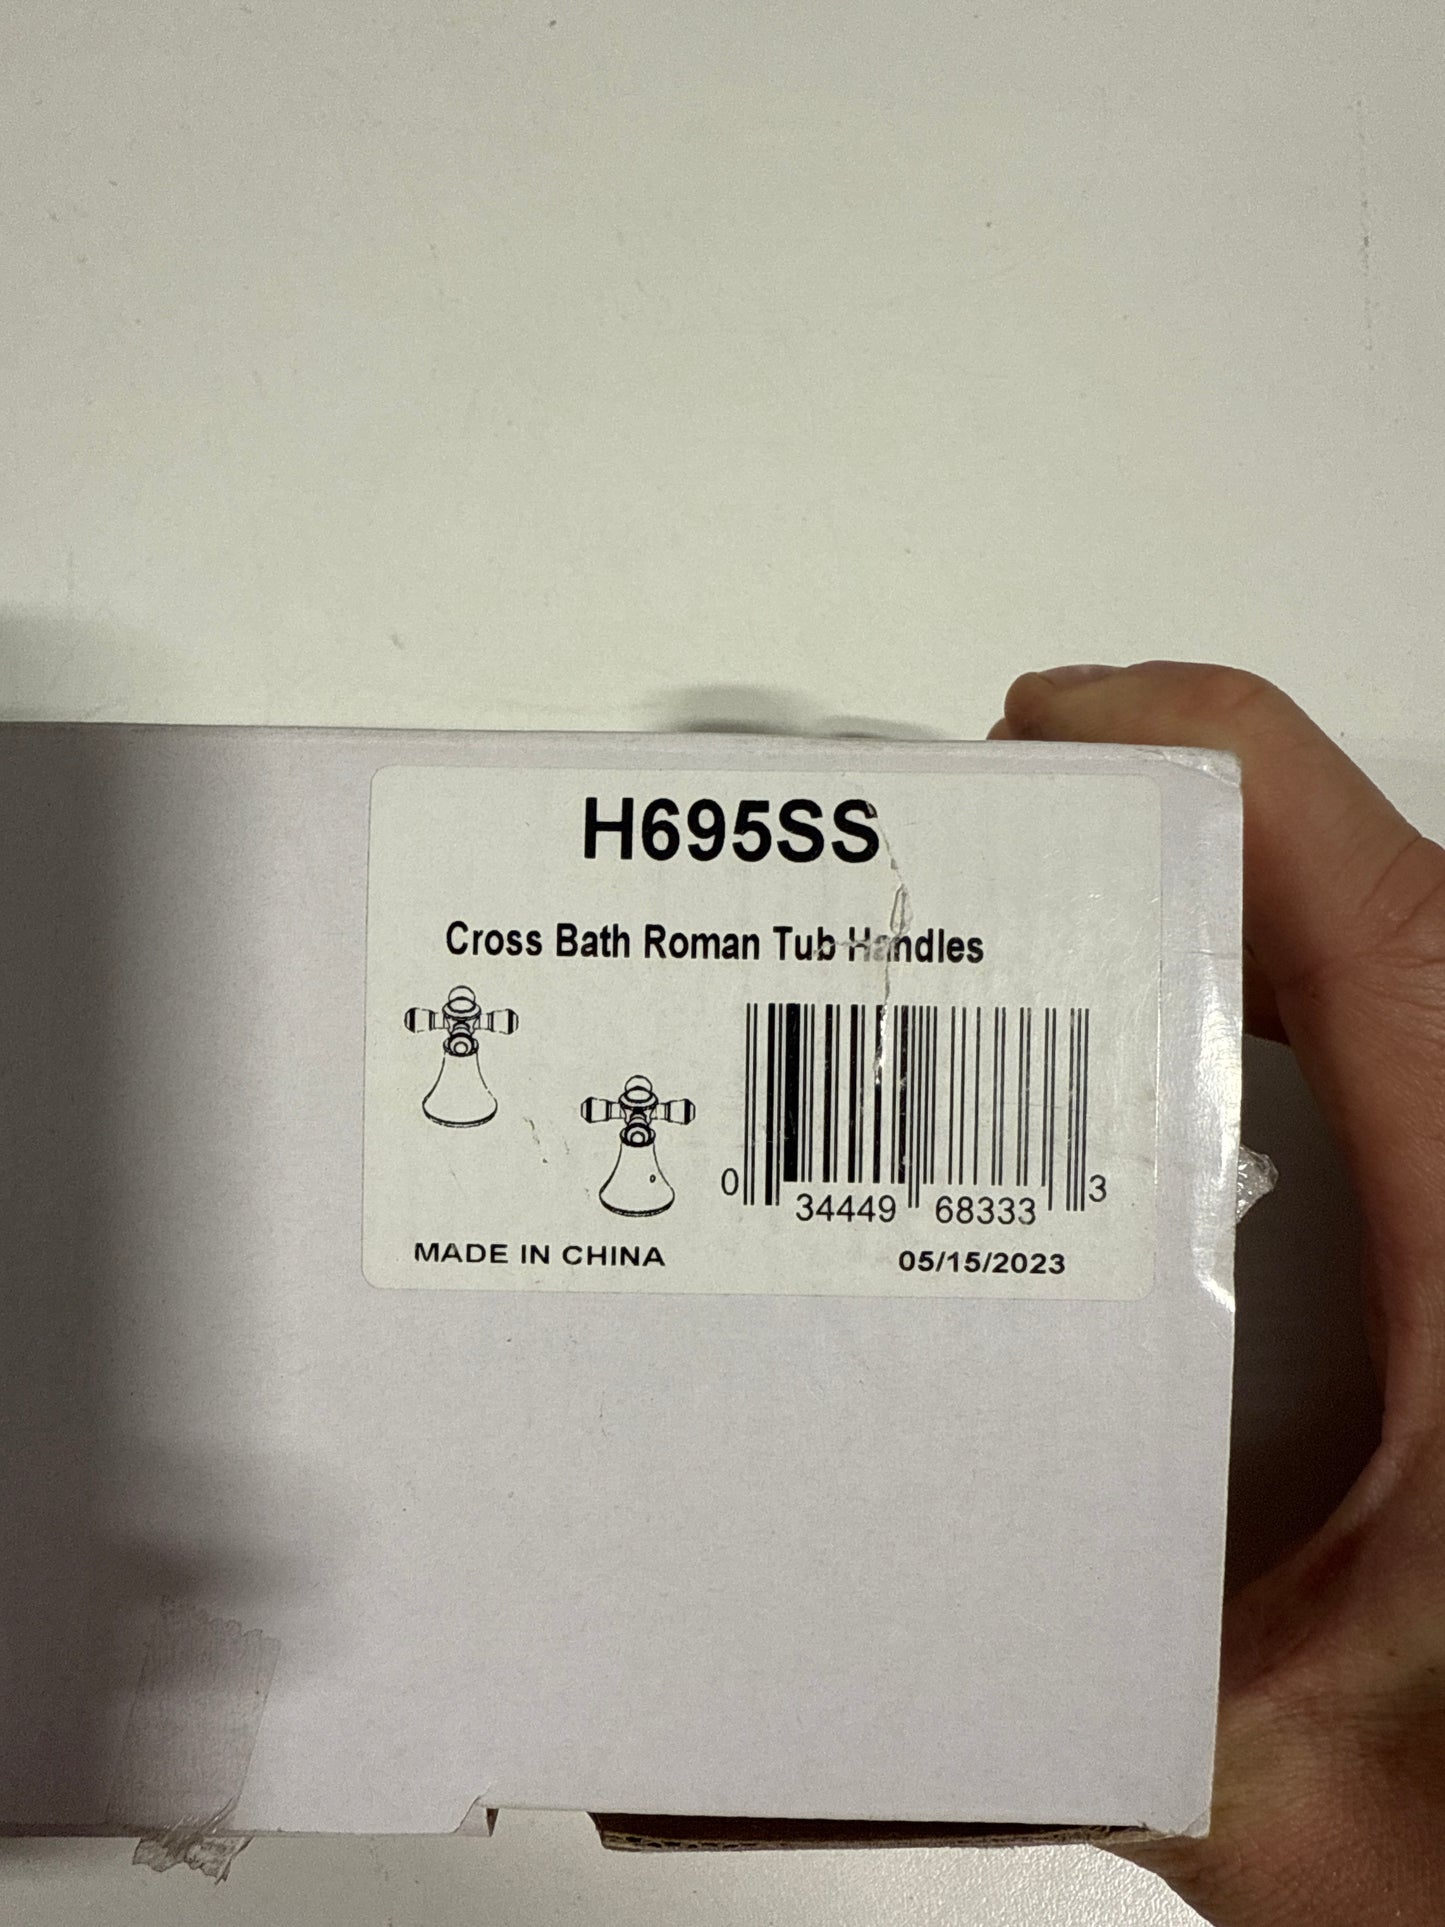 H695SS
Cross Bath Roman Tub Handles
0 34449 68333 3
MADE IN CHINA 05/15/2023